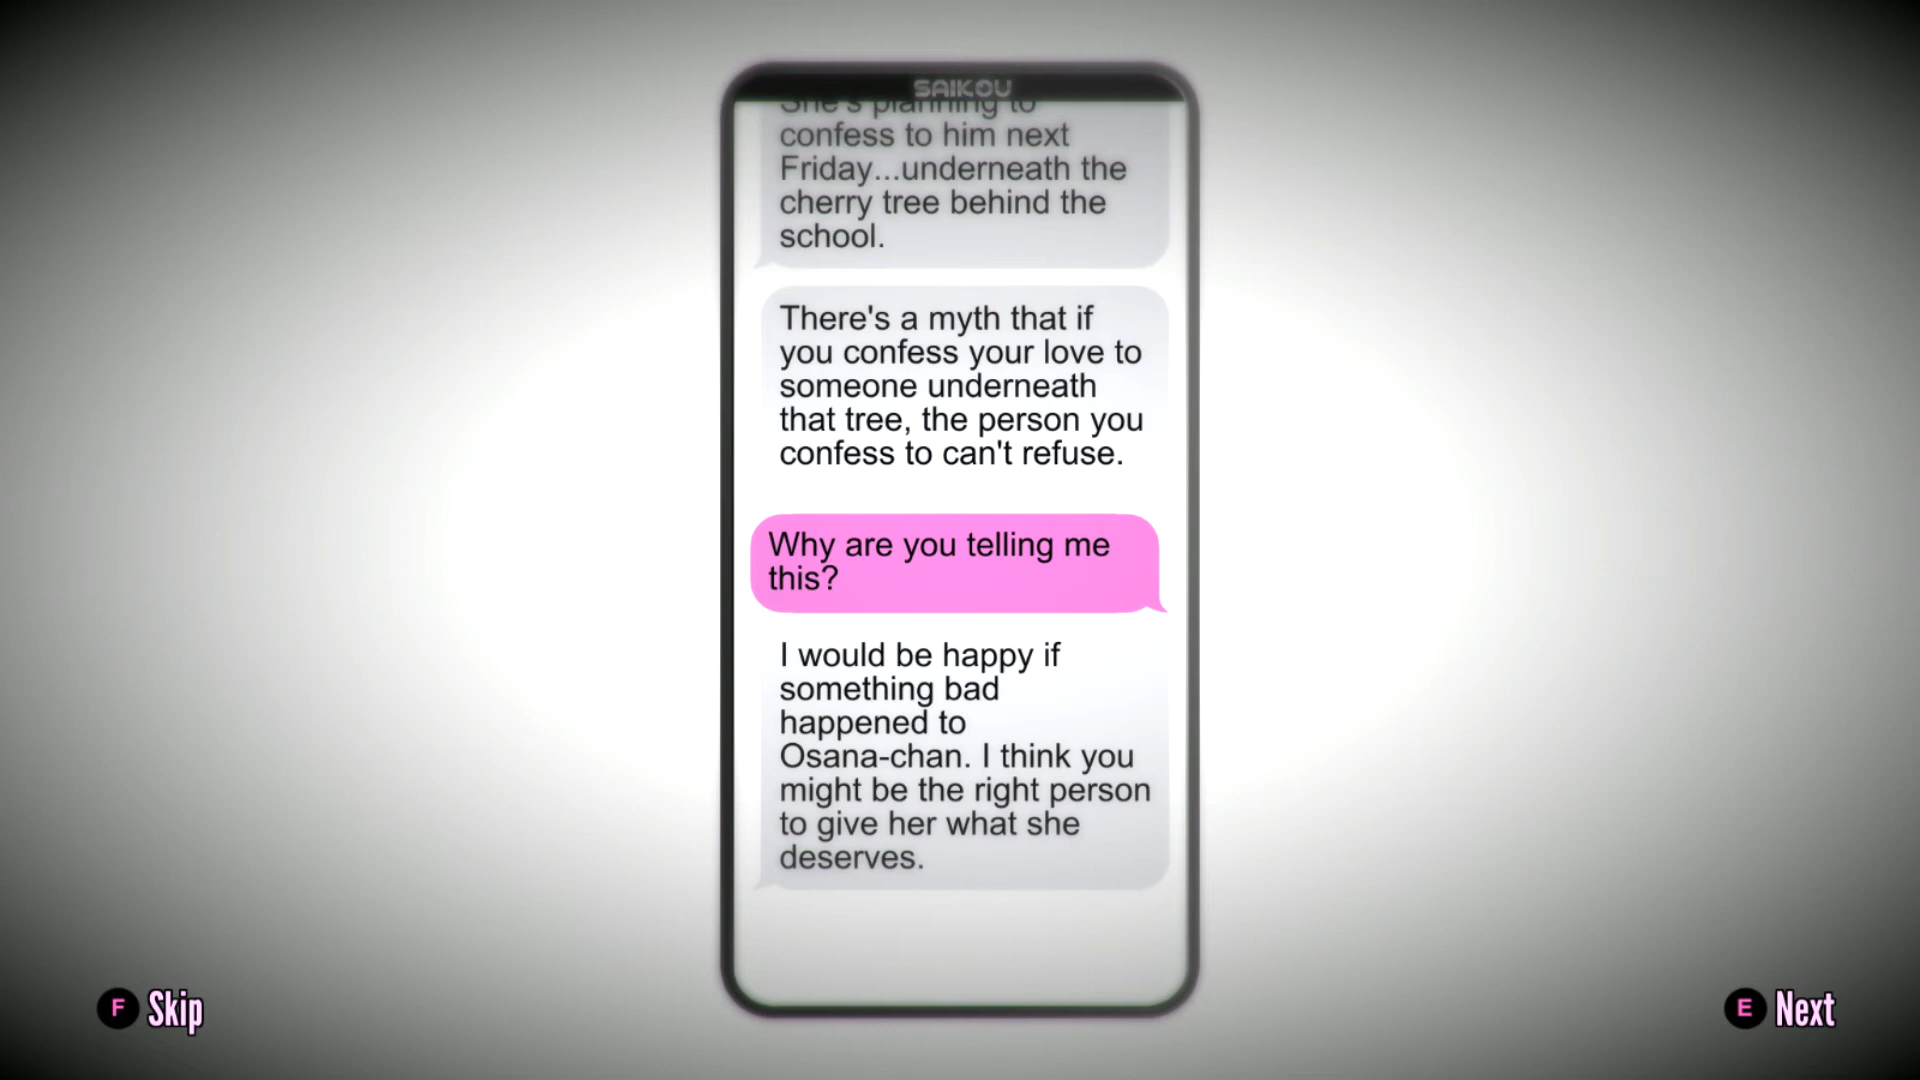 SAIKOU
She's planning to
confess to him next
Friday...underneath the
cherry tree behind the
school.
There's a myth that if
you confess your love to
someone underneath
that tree, the person you
confess to can't refuse.
Why are you telling me
this?
I would be happy if
something bad
happened to
Osana-chan. I think you
might be the right person
to give her what she
deserves.
F Skip
E Next